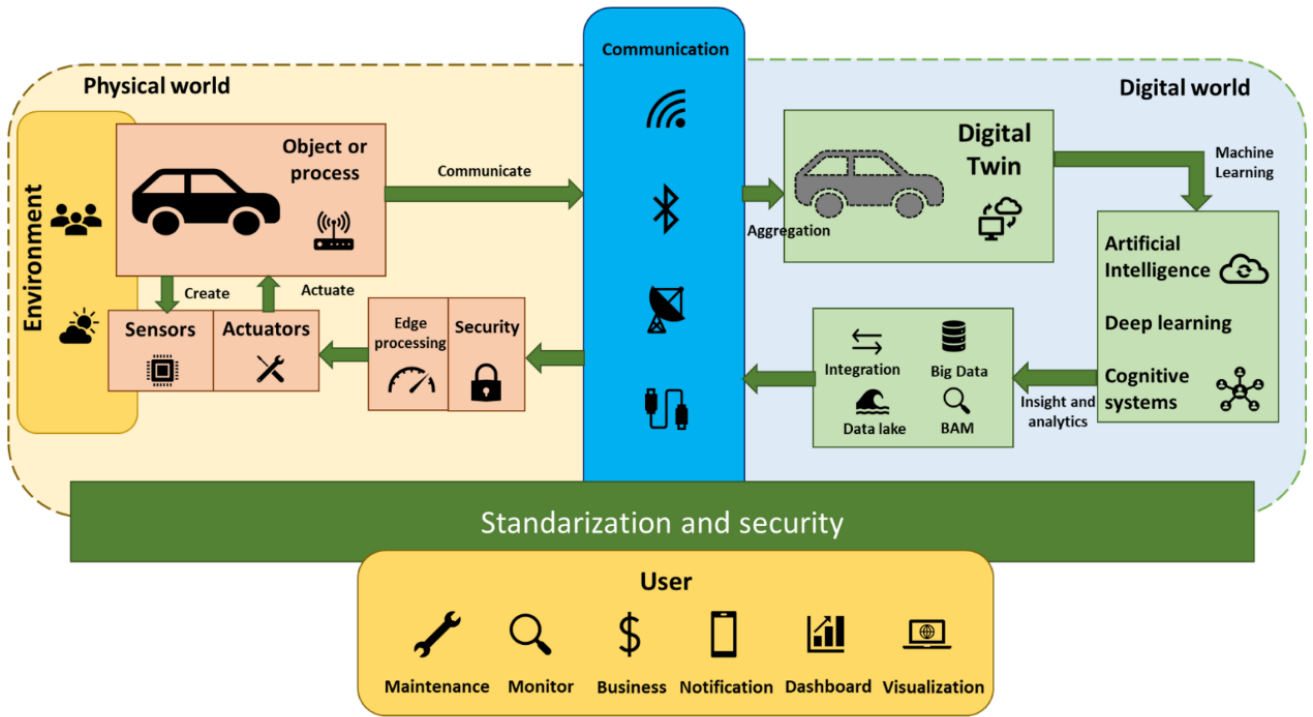 Communication
Physical world
Digital world
Environment
Object or
process
Communicate
Create
Actuate
Sensors
Actuators
Edge
processing
Security
Aggregation
Digital
Twin
Machine
Learning
Artificial
Intelligence
Deep learning
Cognitive
systems
Insight and
analytics
Integration
Big Data
Data lake
BAM
Standarization and security
User
Maintenance
Monitor
Business
Notification
Dashboard
Visualization